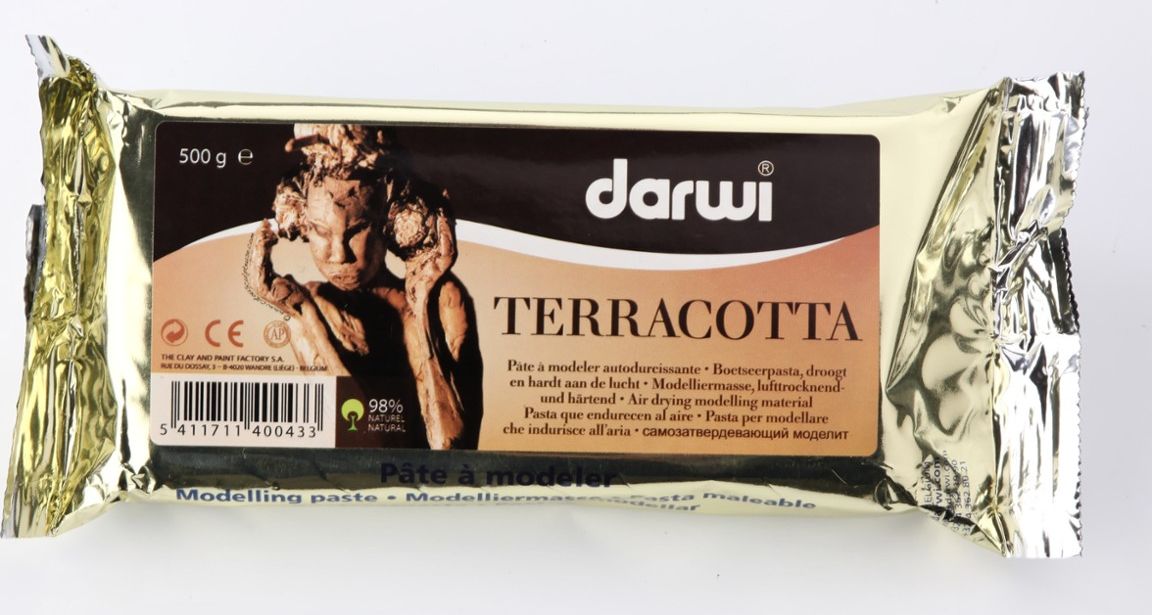 500 g ℮
darwi®
TERRACOTTA
CE
AP
THE CLAY AND PAINT FACTORY S.A.
RUE DU DOSSAY, 3 - B-4020 WANDRE (LIÈGE) - BELGIUM
Pâte à modeler autodurcissante • Boetseerpasta, droogt
en hardt aan de lucht • Modelliermasse, lufttrocknend-
und härtend • Air drying modelling material
Pasta que endurecen al aire • Pasta per modellare
che indurisce all'aria • самозатвердевающий моделит
5 411711 400433
98%
NATUREL
NATURAL
Pâte à modeler
Modelling paste • Modelliermasse Pasta maleable